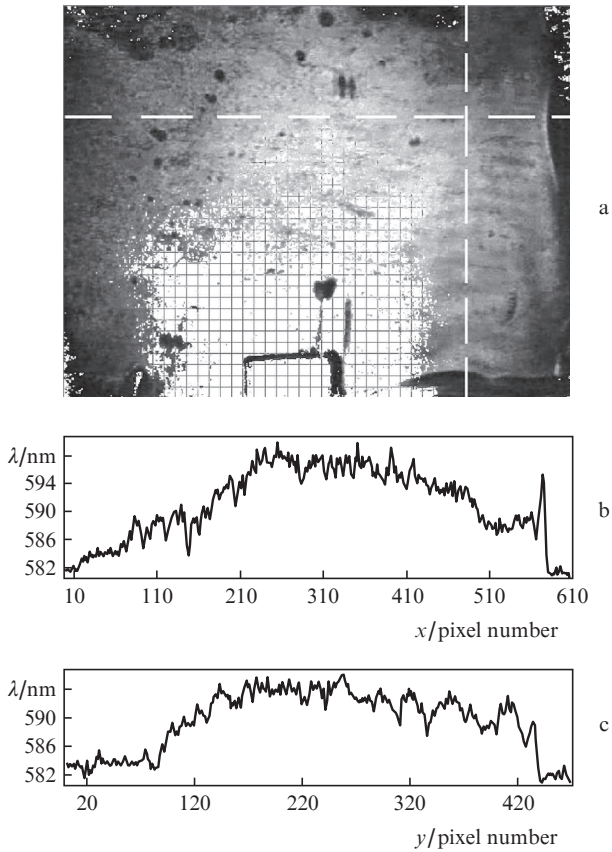 a
λ/nm
594
590
586
582
b
10 110 210 310 410 510 610
x/pixel number
λ/nm
590
586
582
c
20 120 220 320 420
y/pixel number